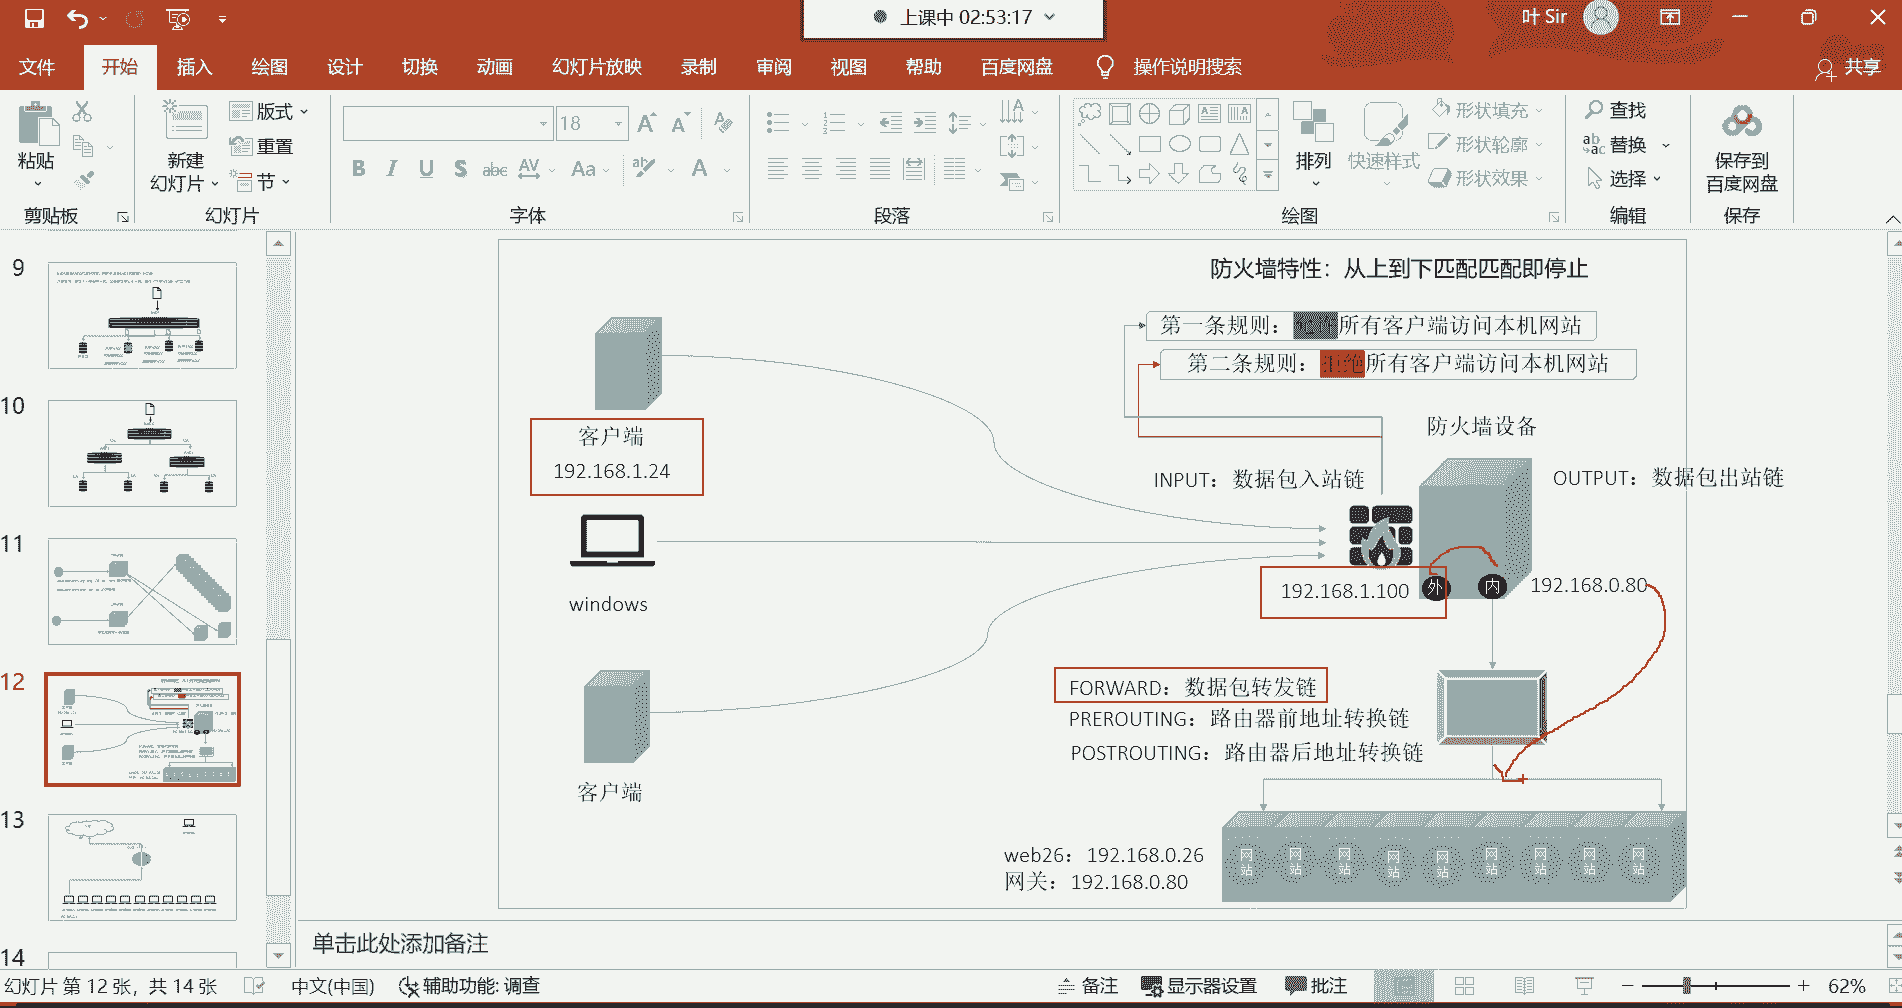 上课中 02:53:17
叶 Sir
文件 开始 插入 绘图 设计 切换 动画 幻灯片放映 录制 审阅 视图 帮助 百度网盘 操作说明搜索 共享
粘贴
剪贴板
新建
幻灯片
版式
重置
节
幻灯片
18
B I U S abc AV Aa A
字体
段落
排列
快速样式
形状填充
形状轮廓
形状效果
绘图
查找
替换
选择
编辑
保存到
百度网盘
保存
9
10
11
12
13
14
防火墙特性：从上到下匹配匹配即停止
第一条规则：
所有客户端访问本机网站
第二条规则：拒绝所有客户端访问本机网站
防火墙设备
INPUT：数据包入站链
OUTPUT：数据包出站链
客户端
192.168.1.24
windows
客户端
192.168.1.100
外
内
192.168.0.80
FORWARD：数据包转发链
PREROUTING：路由器前地址转换链
POSTROUTING：路由器后地址转换链
web26：192.168.0.26
网关：192.168.0.80
网站 网站 网站 网站 网站 网站 网站 网站 网站
单击此处添加备注
幻灯片 第 12 张，共 14 张 中文(中国) 辅助功能: 调查 备注 显示器设置 批注 62%